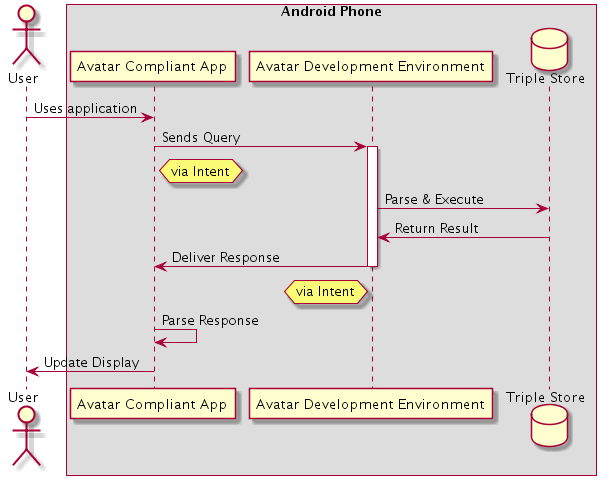 Android Phone
User
Avatar Compliant App
Avatar Development Environment
Triple Store
Uses application
Sends Query
via Intent
Parse & Execute
Return Result
Deliver Response
via Intent
Parse Response
Update Display
User
Avatar Compliant App
Avatar Development Environment
Triple Store